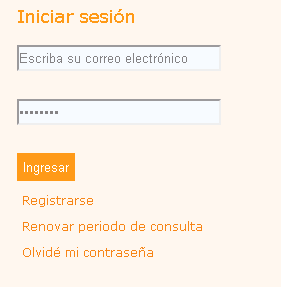 Iniciar sesión
Escriba su correo electrónico
••••••••
Ingresar
Registrarse
Renovar periodo de consulta
Olvidé mi contraseña